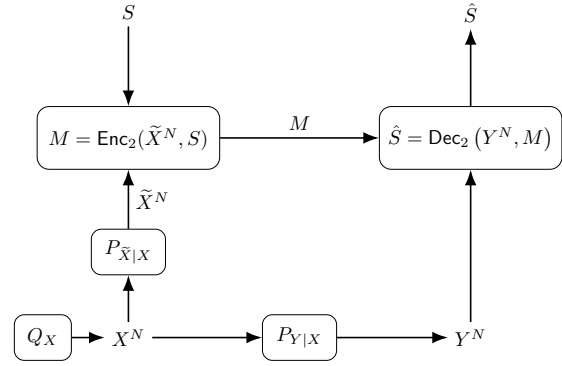 S
Ŝ
M = Enc₂(X̃ᴺ, S)
M
Ŝ = Dec₂ (Yᴺ, M)
X̃ᴺ
P_{X̃|X}
Q_X
Xᴺ
P_{Y|X}
Yᴺ